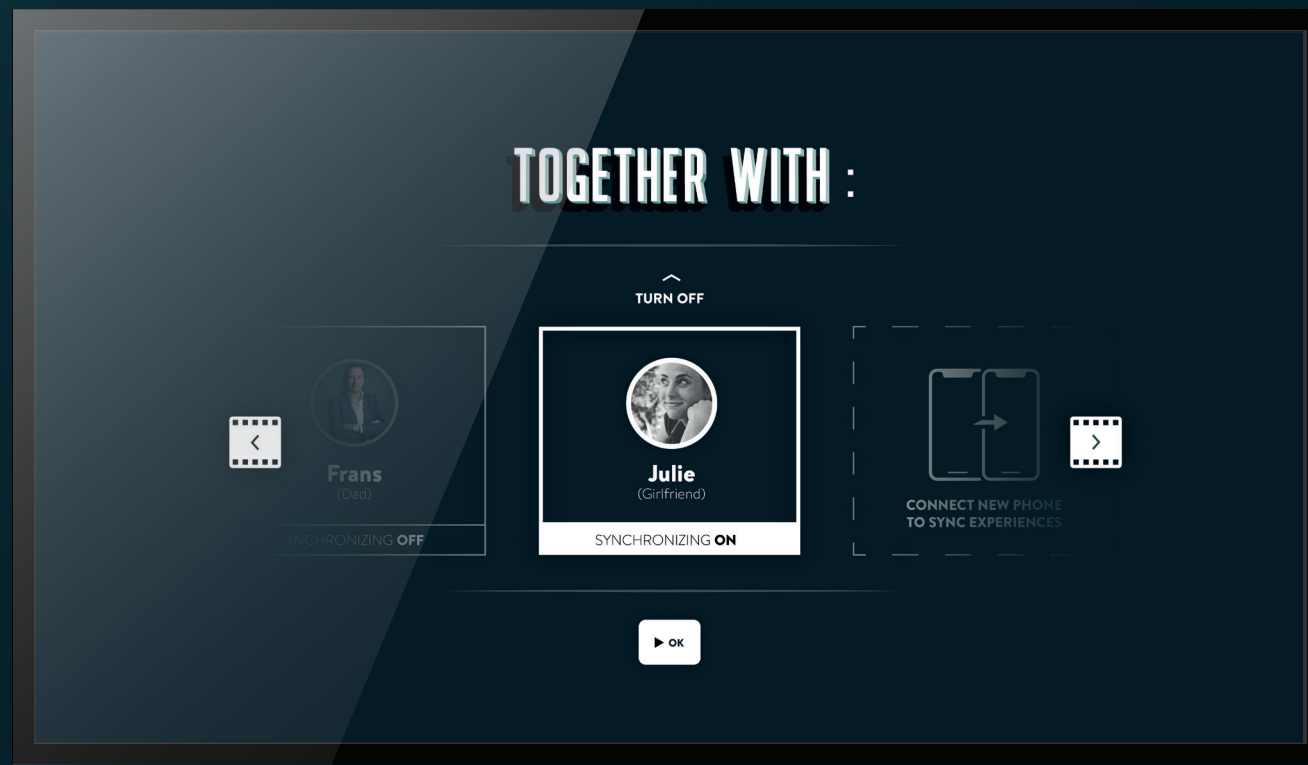 TOGETHER WITH :
TURN OFF
Frans
(Dad)
SYNCHRONIZING OFF
Julie
(Girlfriend)
SYNCHRONIZING ON
CONNECT NEW PHONE
TO SYNC EXPERIENCES
OK